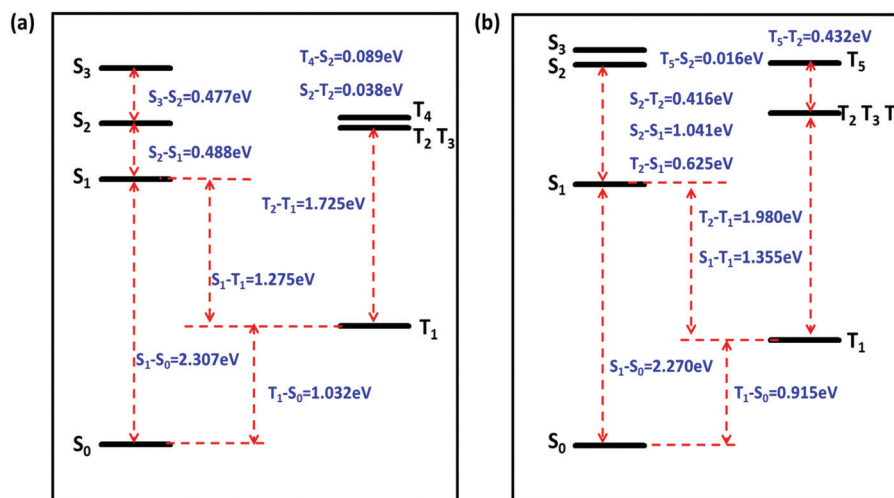 (a)
T₄-S₂=0.089eV
S₂-T₂=0.038eV
S₃
S₃-S₂=0.477eV
T₄
S₂
T₂ T₃
S₂-S₁=0.488eV
S₁
T₂-T₁=1.725eV
S₁-T₁=1.275eV
T₁
S₁-S₀=2.307eV
T₁-S₀=1.032eV
S₀
(b)
T₅-T₂=0.432eV
S₃
T₅-S₂=0.016eV
T₅
S₂
S₂-T₂=0.416eV
T₂ T₃ T
S₂-S₁=1.041eV
T₂-S₁=0.625eV
S₁
T₂-T₁=1.980eV
S₁-T₁=1.355eV
T₁
S₁-S₀=2.270eV
T₁-S₀=0.915eV
S₀